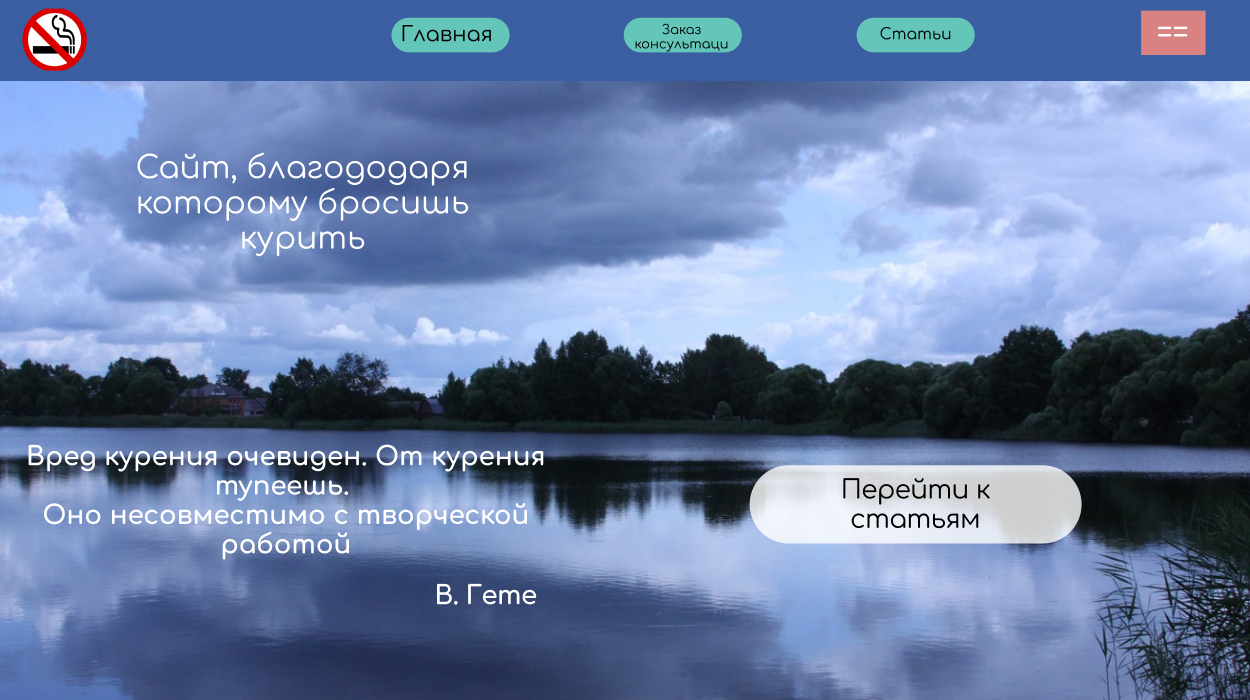 Главная
Заказ
консультаци
Статьи
==
Сайт, благододаря
которому бросишь
курить
Вред курения очевиден. От курения
тупеешь.
Оно несовместимо с творческой
работой
В. Гете
Перейти к
статьям